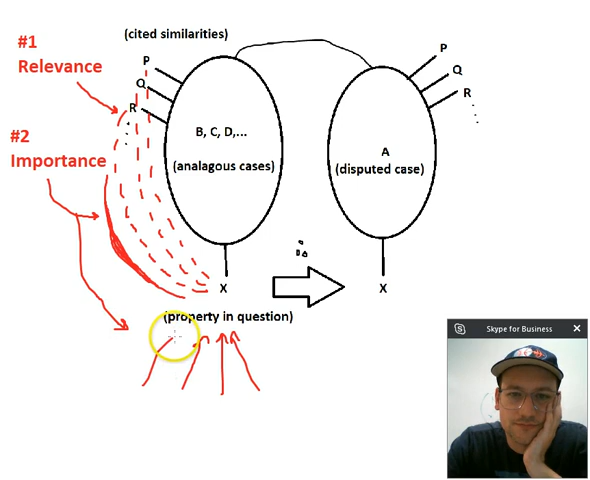 (cited similarities)
#1
Relevance
P
Q
R
#2
Importance
B, C, D,...
(analagous cases)
X
(property in question)
P
Q
R
A
(disputed case)
X
Skype for Business